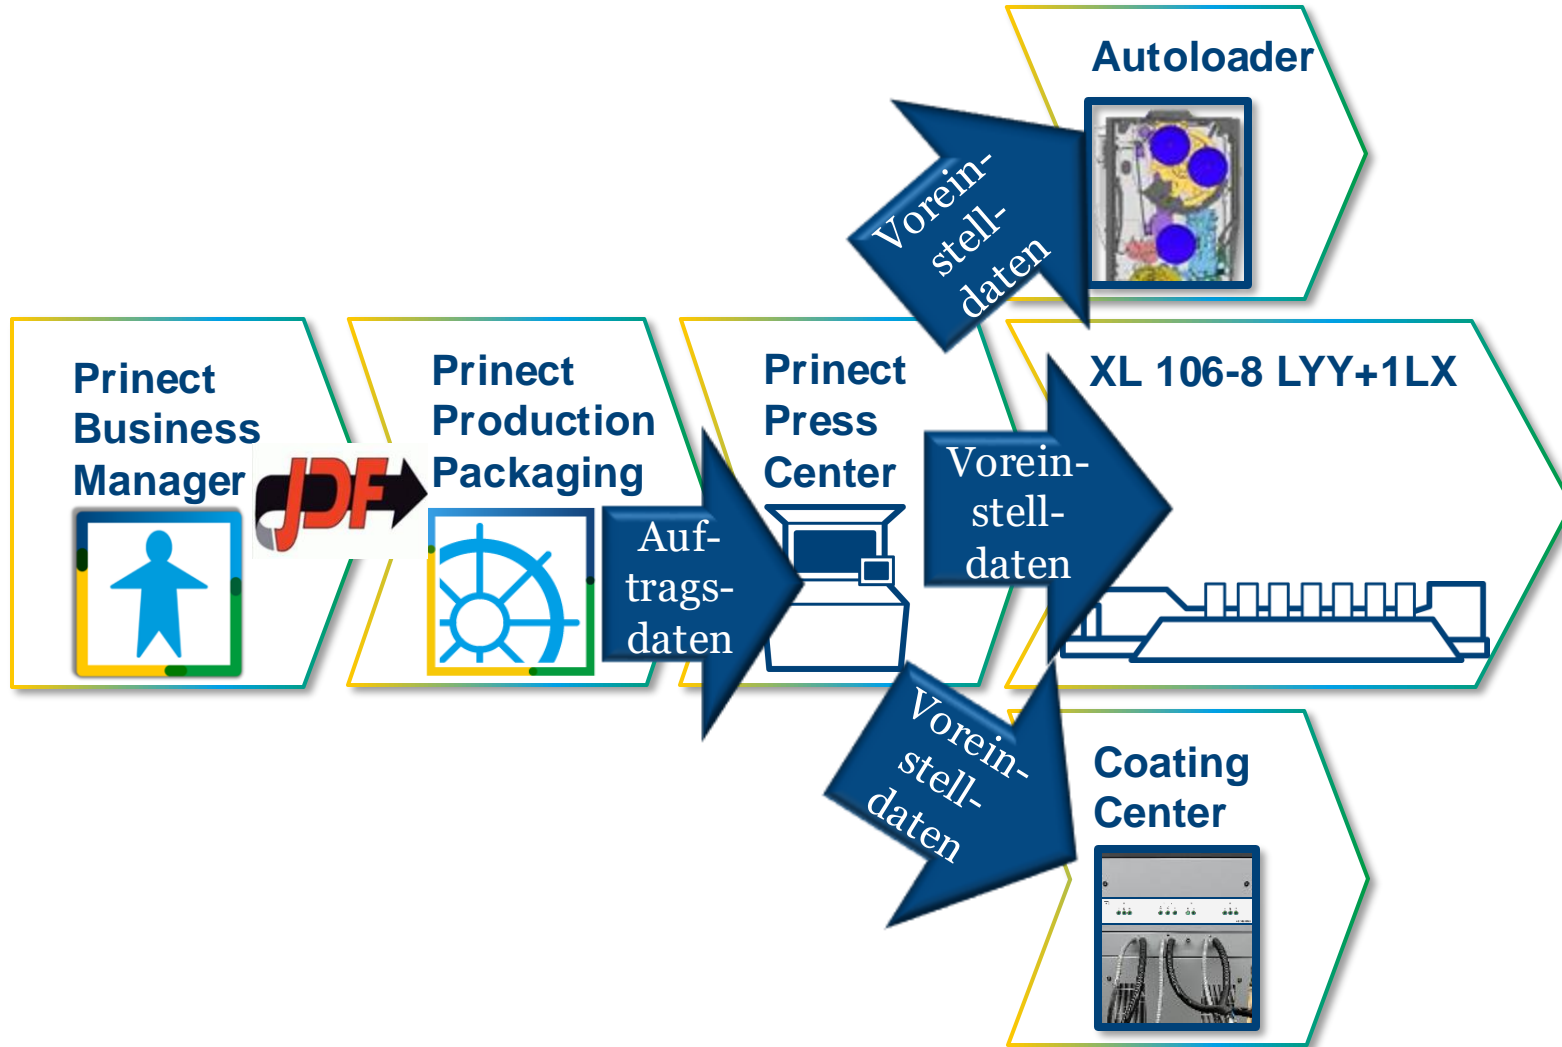 Autoloader
Vorein-
stell-
daten
Prinect
Business
Manager
JDF
Prinect
Production
Packaging
Auf-
trags-
daten
Prinect
Press
Center
Vorein-
stell-
daten
XL 106-8 LYY+1LX
Vorein-
stell-
daten
Coating
Center